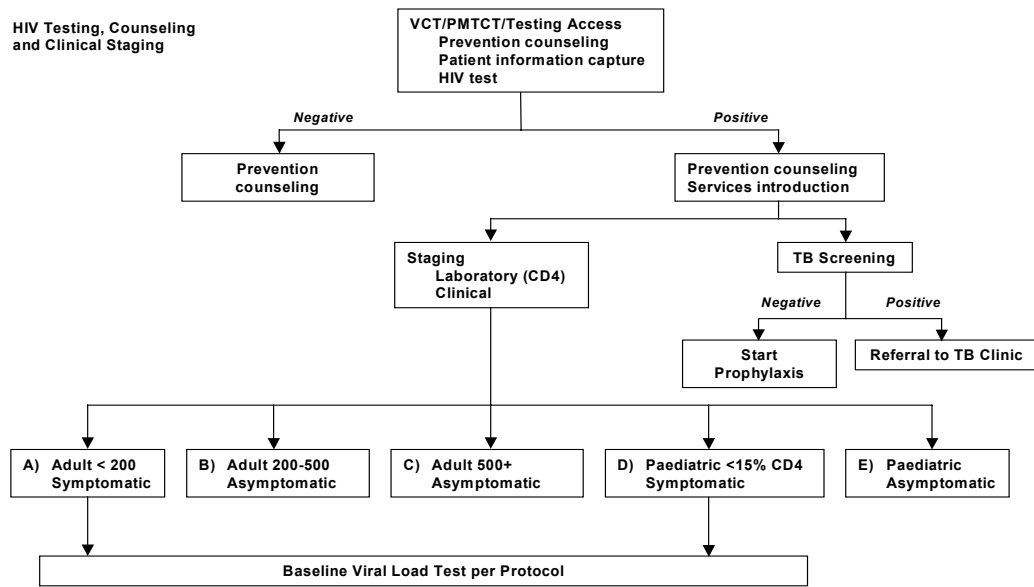 HIV Testing, Counseling
and Clinical Staging
VCT/PMTCT/Testing Access
Prevention counseling
Patient information capture
HIV test
Negative
Positive
Prevention
counseling
Prevention counseling
Services introduction
Staging
Laboratory (CD4)
Clinical
TB Screening
Negative
Positive
Start
Prophylaxis
Referral to TB Clinic
A) Adult < 200
Symptomatic
B) Adult 200-500
Asymptomatic
C) Adult 500+
Asymptomatic
D) Paediatric <15% CD4
Symptomatic
E) Paediatric
Asymptomatic
Baseline Viral Load Test per Protocol